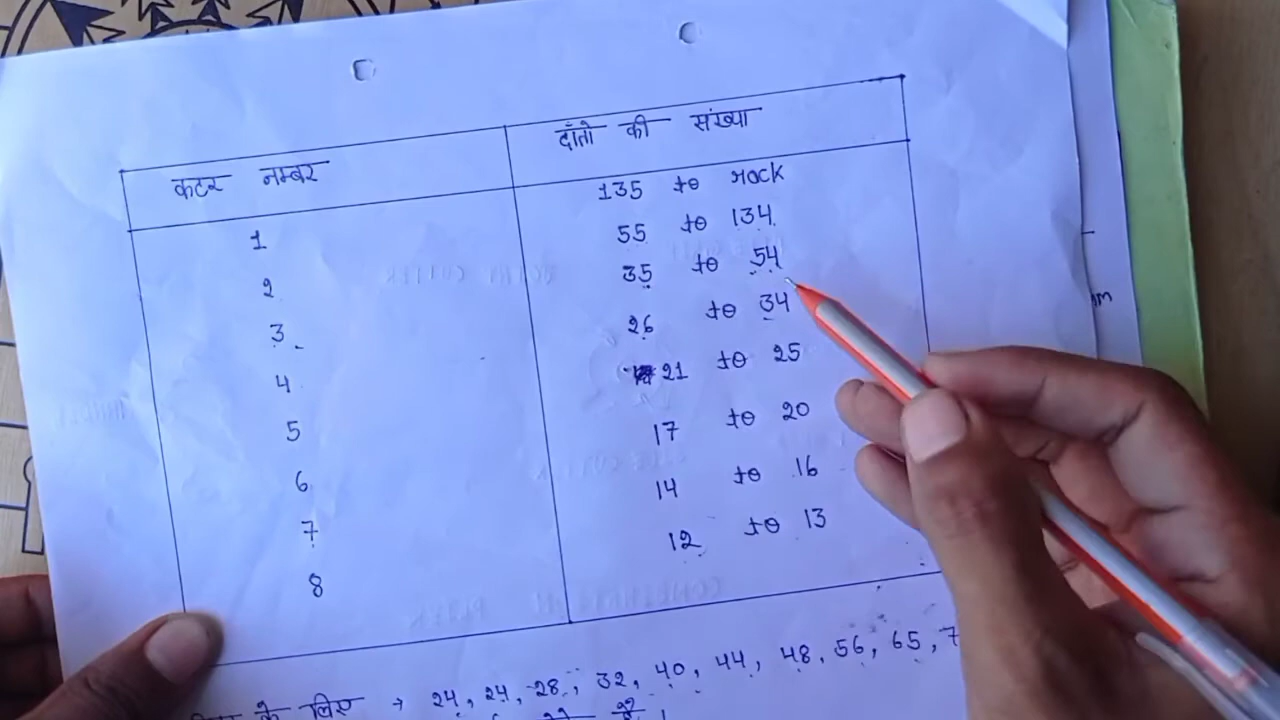 कटर नम्बर दाँतो की संख्या
1 135 to rack
2 55 to 134
3 35 to 54
4 26 to 34
5 21 to 25
6 17 to 20
7 14 to 16
8 12 to 13
के लिए → 24, 24, 28, 32, 40, 44, 48, 56, 65, 7